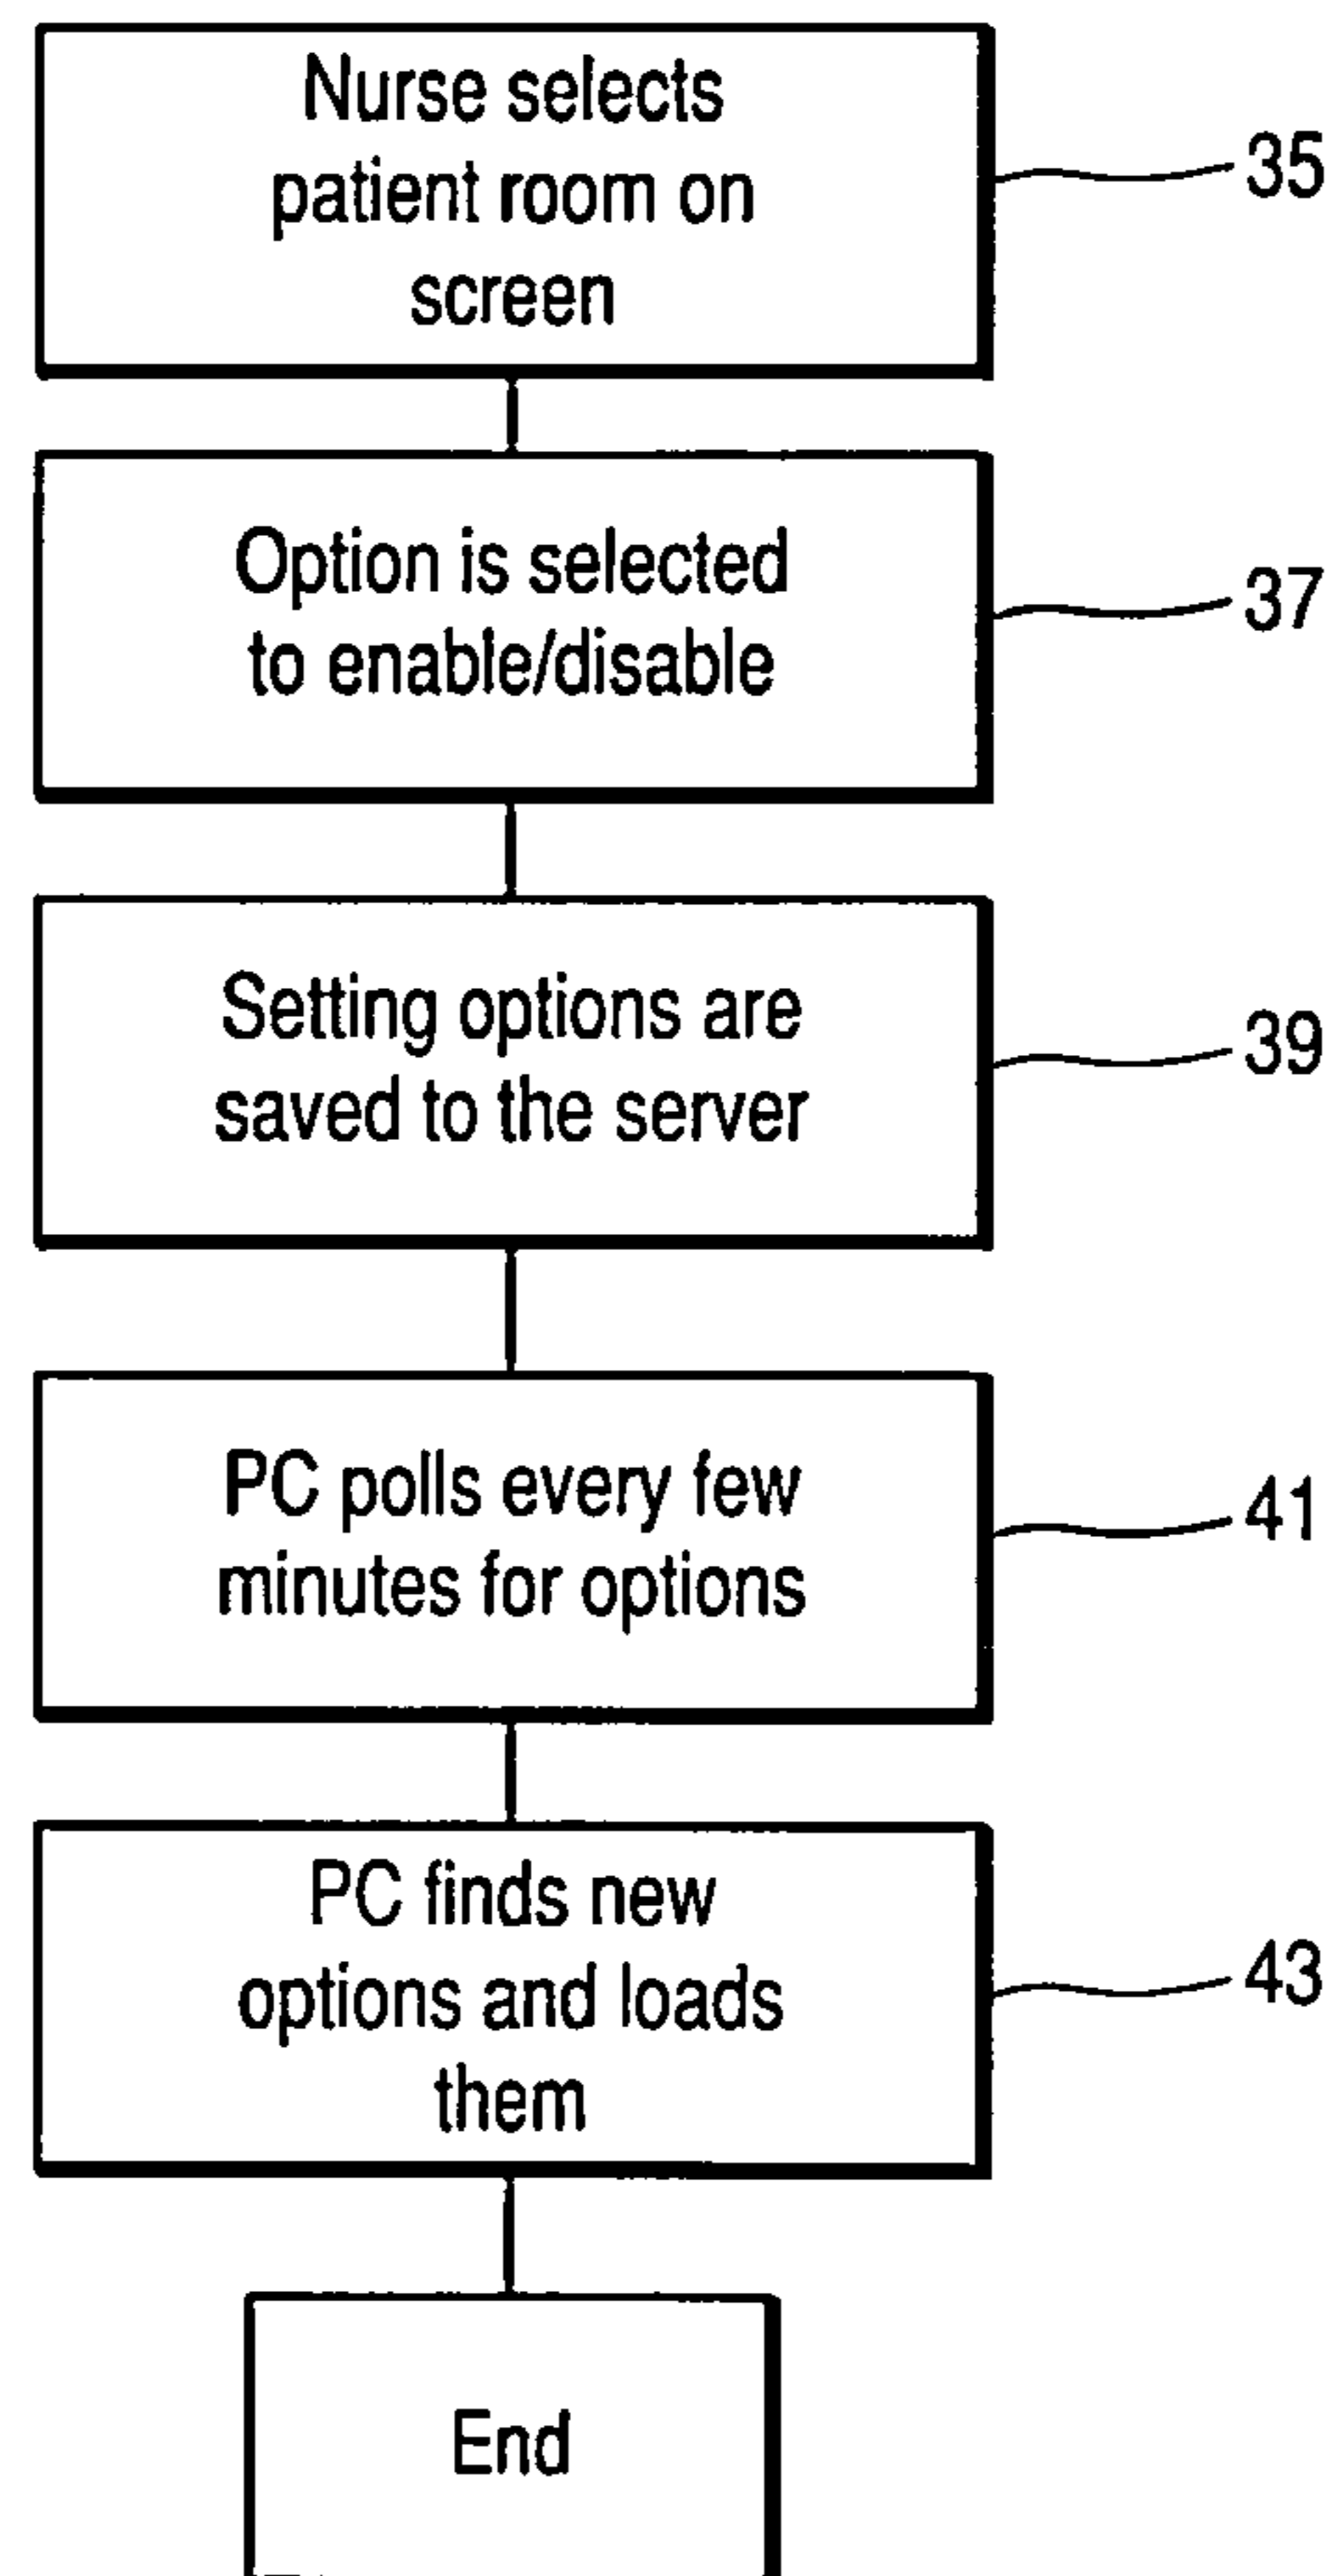 Nurse selects
patient room on
screen
35
Option is selected
to enable/disable
37
Setting options are
saved to the server
39
PC polls every few
minutes for options
41
PC finds new
options and loads
them
43
End